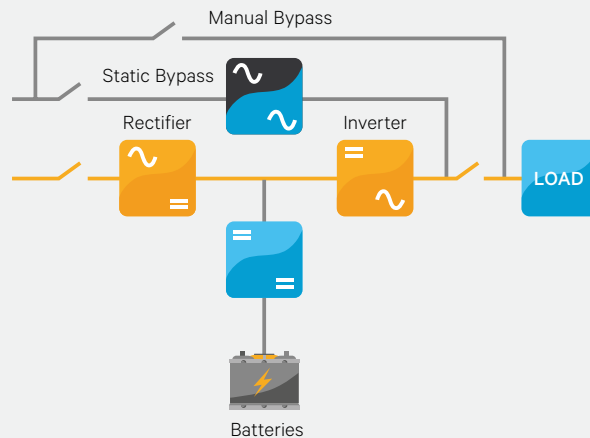 Manual Bypass
Static Bypass
Rectifier
Inverter
LOAD
Batteries